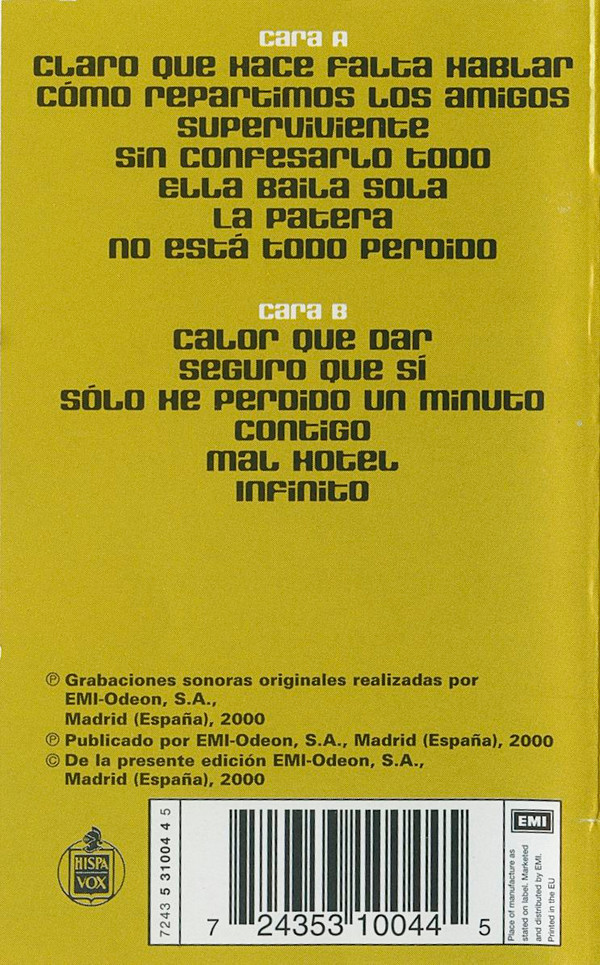 CARA A
CLARO QUE HACE FALTA HABLAR
CÓMO REPARTIMOS LOS AMIGOS
SUPERVIVIENTE
SIN CONFESARLO TODO
ELLA BAILA SOLA
LA PATERA
NO ESTÁ TODO PERDIDO
CARA B
CALOR QUE DAR
SEGURO QUE SÍ
SÓLO HE PERDIDO UN MINUTO
CONTIGO
MAL HOTEL
INFINITO
℗ Grabaciones sonoras originales realizadas por
EMI-Odeon, S.A.,
Madrid (España), 2000
℗ Publicado por EMI-Odeon, S.A., Madrid (España), 2000
© De la presente edición EMI-Odeon, S.A.,
Madrid (España), 2000
HISPA
VOX
7243 5 31004 4 5
7 24353 10044 5
EMI
Place of manufacture as
stated on label. Marketed
and distributed by EMI.
Printed in the EU